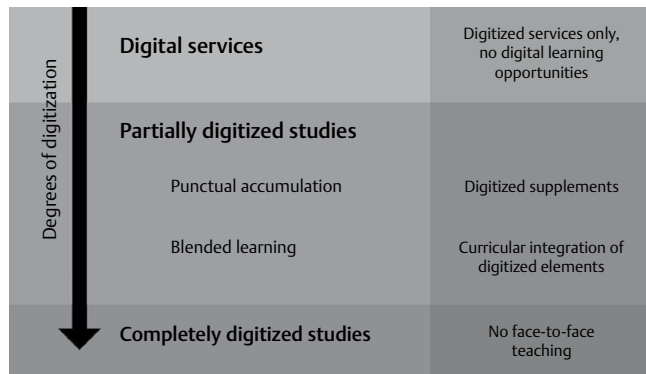 Degrees of digitization
Digital services
Digitized services only,
no digital learning
opportunities
Partially digitized studies
Punctual accumulation
Digitized supplements
Blended learning
Curricular integration of
digitized elements
Completely digitized studies
No face-to-face
teaching